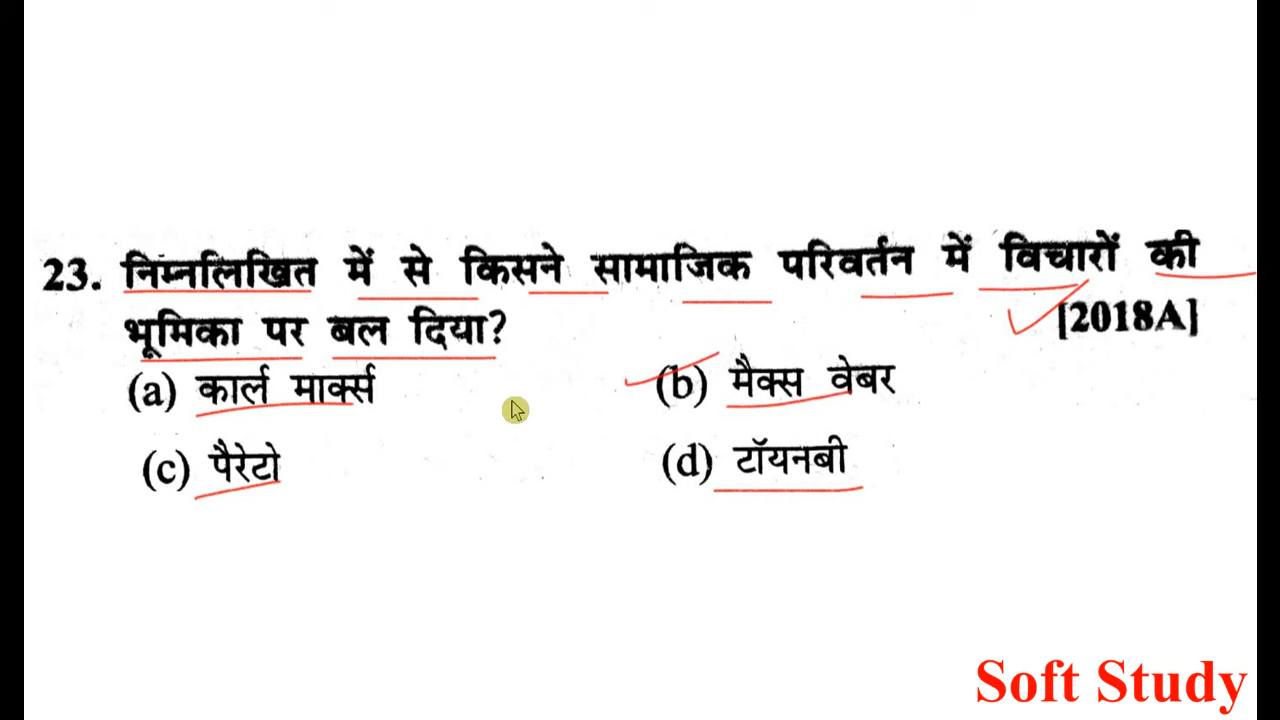 23. निम्नलिखित में से किसने सामाजिक परिवर्तन में विचारों की
भूमिका पर बल दिया? [2018A]
(a) कार्ल मार्क्स (b) मैक्स वेबर
(c) पैरेटो (d) टॉयनबी
Soft Study